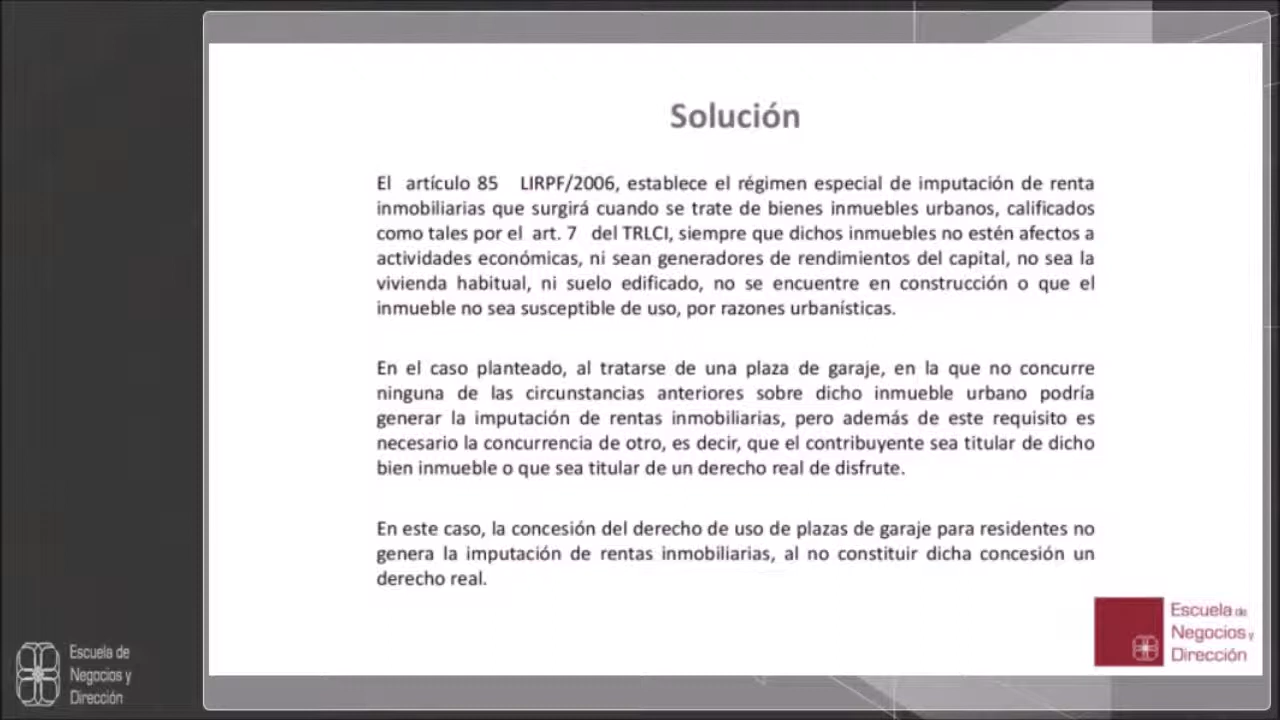 Solución
El artículo 85 LIRPF/2006, establece el régimen especial de imputación de renta
inmobiliarias que surgirá cuando se trate de bienes inmuebles urbanos, calificados
como tales por el art. 7 del TRLCI, siempre que dichos inmuebles no estén afectos a
actividades económicas, ni sean generadores de rendimientos del capital, no sea la
vivienda habitual, ni suelo edificado, no se encuentre en construcción o que el
inmueble no sea susceptible de uso, por razones urbanísticas.
En el caso planteado, al tratarse de una plaza de garaje, en la que no concurre
ninguna de las circunstancias anteriores sobre dicho inmueble urbano podría
generar la imputación de rentas inmobiliarias, pero además de este requisito es
necesario la concurrencia de otro, es decir, que el contribuyente sea titular de dicho
bien inmueble o que sea titular de un derecho real de disfrute.
En este caso, la concesión del derecho de uso de plazas de garaje para residentes no
genera la imputación de rentas inmobiliarias, al no constituir dicha concesión un
derecho real.
Escuela de
Negocios y
Dirección
Escuela de
Negocios y
Dirección